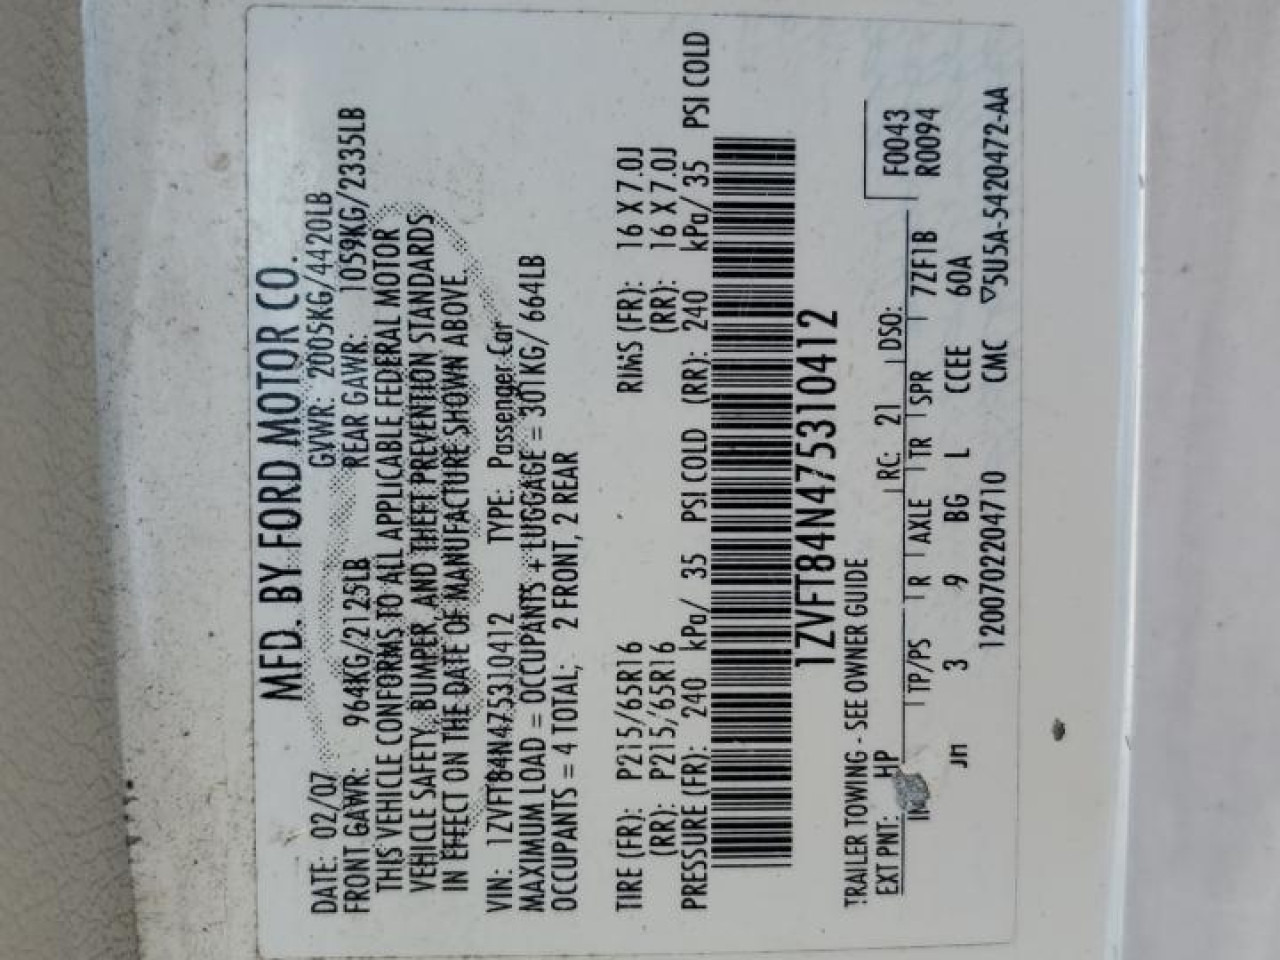 MFD. BY FORD MOTOR CO.
DATE: 02/07 GVWR: 2005KG/4420LB
FRONT GAWR: 964KG/2125LB REAR GAWR: 1059KG/2335LB
THIS VEHICLE CONFORMS TO ALL APPLICABLE FEDERAL MOTOR
VEHICLE SAFETY, BUMPER, AND THEFT PREVENTION STANDARDS
IN EFFECT ON THE DATE OF MANUFACTURE SHOWN ABOVE.
VIN: 1ZVFT84N475310412 TYPE: Passenger Car
MAXIMUM LOAD = OCCUPANTS + LUGGAGE = 301KG/ 664LB
OCCUPANTS = 4 TOTAL; 2 FRONT, 2 REAR
TIRE (FR): P215/65R16 RIMS (FR): 16 X 7.0J
(RR): P215/65R16 (RR): 16 X 7.0J
PRESSURE (FR): 240 kPa/ 35 PSI COLD (RR): 240 kPa/ 35 PSI COLD
1ZVFT84N475310412
TRAILER TOWING - SEE OWNER GUIDE
EXT PNT: HP RC: 21 DSO: F0043
TP/PS R AXLE TR SPR 7ZF1B R0094
JM 3 9 BG L CCEE 60A
1200702204710 CMC ▽5U5A-5420472-AA